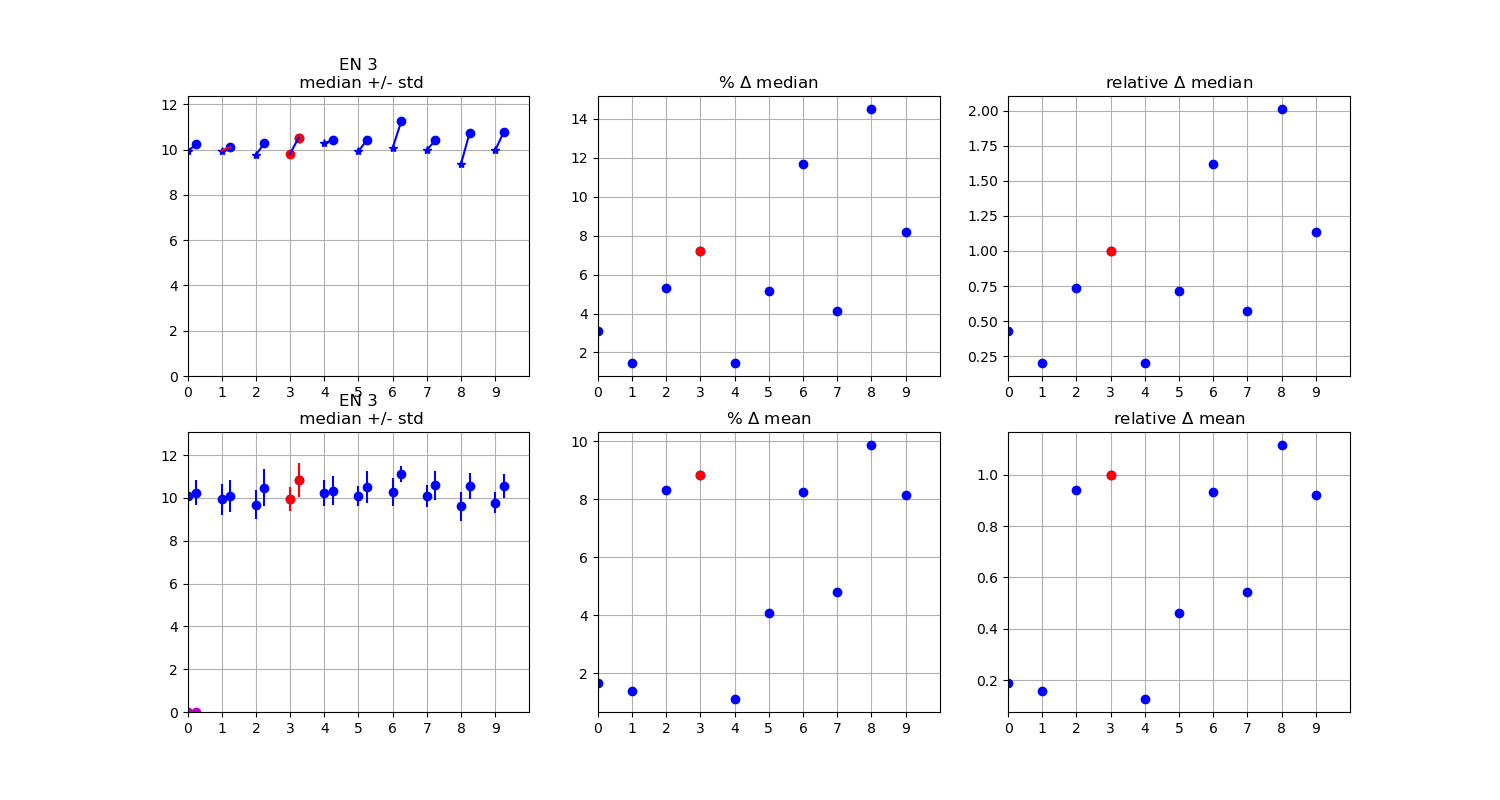 EN 3
median +/- std
12
10
8
6
4
2
0
0 1 2 3 4 5 6 7 8 9
% Δ median
14
12
10
8
6
4
2
0 1 2 3 4 5 6 7 8 9
relative Δ median
2.00
1.75
1.50
1.25
1.00
0.75
0.50
0.25
0 1 2 3 4 5 6 7 8 9
EN 3
median +/- std
12
10
8
6
4
2
0
0 1 2 3 4 5 6 7 8 9
% Δ mean
10
8
6
4
2
0 1 2 3 4 5 6 7 8 9
relative Δ mean
1.0
0.8
0.6
0.4
0.2
0 1 2 3 4 5 6 7 8 9